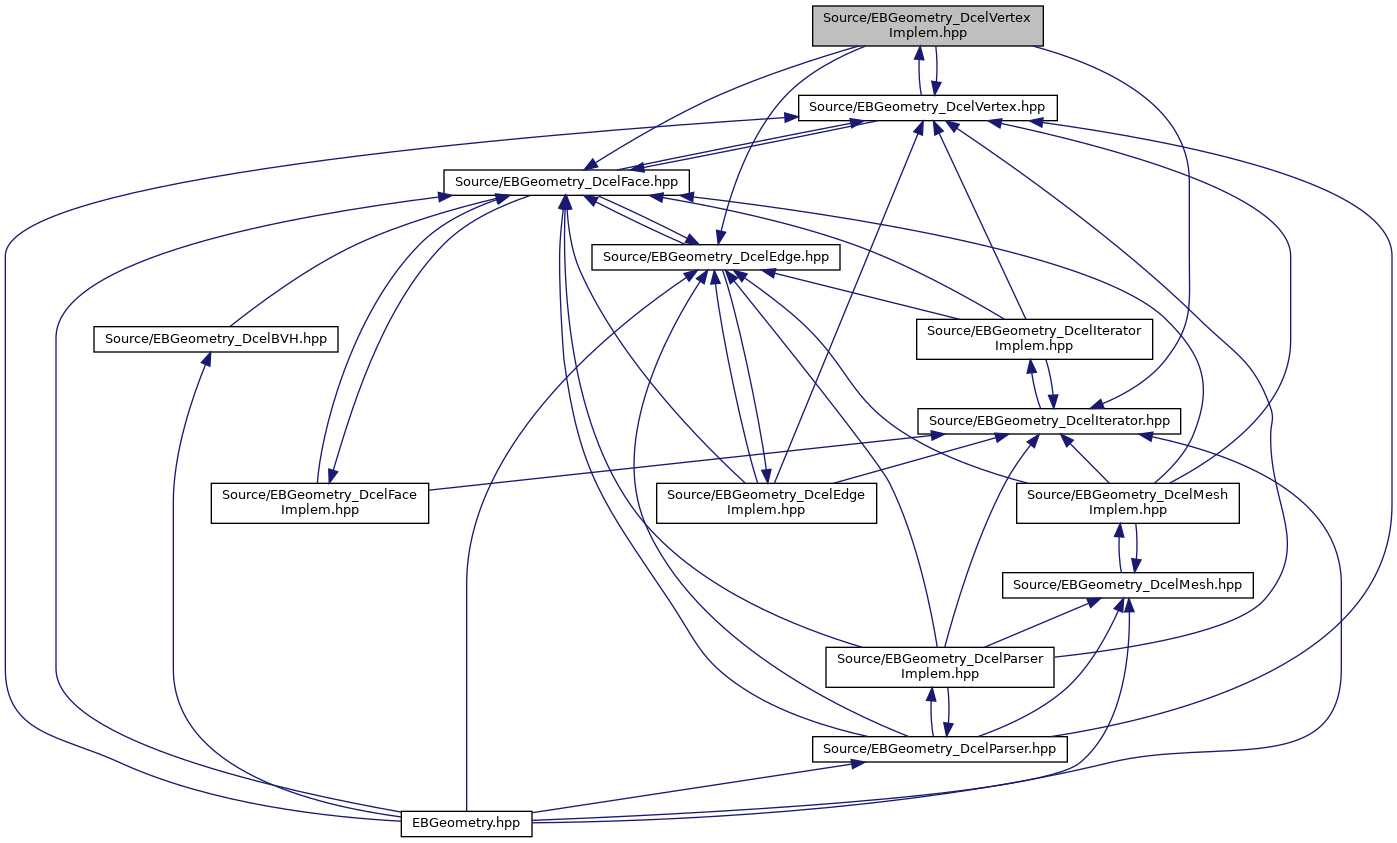 Source/EBGeometry_DcelVertex
Implem.hpp
Source/EBGeometry_DcelVertex.hpp
Source/EBGeometry_DcelFace.hpp
Source/EBGeometry_DcelEdge.hpp
Source/EBGeometry_DcelBVH.hpp
Source/EBGeometry_DcelIterator
Implem.hpp
Source/EBGeometry_DcelIterator.hpp
Source/EBGeometry_DcelFace
Implem.hpp
Source/EBGeometry_DcelEdge
Implem.hpp
Source/EBGeometry_DcelMesh
Implem.hpp
Source/EBGeometry_DcelMesh.hpp
Source/EBGeometry_DcelParser
Implem.hpp
Source/EBGeometry_DcelParser.hpp
EBGeometry.hpp